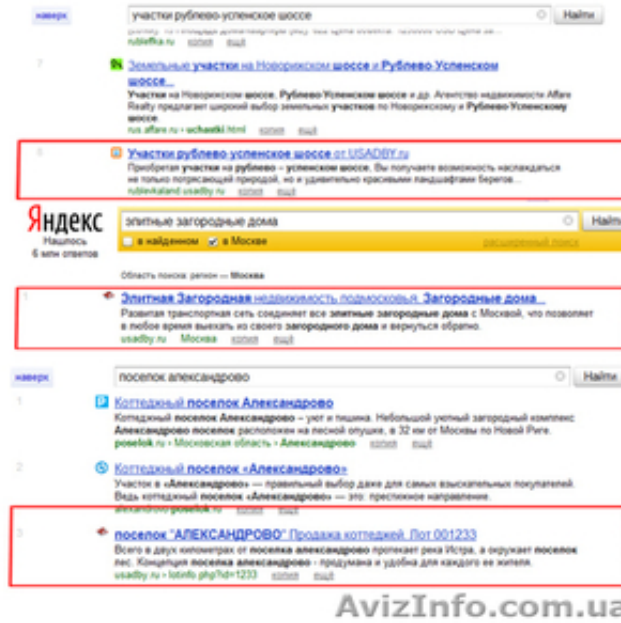 наверх
участки рублево-успенское шоссе
Найти
rubleffka.ru копия ещё
7
Земельные участки на Новорижском шоссе и Рублево Успенском
шоссе...
Участки на Новорижском шоссе. Рублево-Успенском шоссе и др. Агентство недвижимости Affare
Realty предлагает широкий выбор земельных участков по Новорижскому и Рублево-Успенскому
шоссе.
rus.affare.ru › uchastki.html копия ещё
Участки рублево успенское шоссе от USADBY.ru
Приобретая участки на рублево – успенском шоссе, Вы получаете возможность наслаждаться
не только потрясающей природой, но и удивительно красивыми ландшафтами берегов...
rublevkaland.usadby.ru копия ещё
Яндекс
элитные загородные дома
Найти
в найденном в Москве
расширенный поиск
Нашлось
6 млн ответов
Область поиска: регион — Москва
1
Элитная Загородная недвижимость подмосковья. Загородные дома...
Развитая транспортная сеть соединяет все элитные загородные дома с Москвой, что позволяет
в любое время выехать из своего загородного дома и вернуться обратно.
usadby.ru Москва копия ещё
наверх
поселок александрово
Найти
1
Коттеджный поселок Александрово
Коттеджный поселок Александрово – уют и тишина. Небольшой уютный загородный комплекс
Александрово поселок расположен на лесной опушке, в 32 км от Москвы по Новой Риге.
poselok.ru › Московская область › Александрово копия ещё
2
Коттеджный поселок «Александрово»
Участок в «Александрово» — правильный выбор даже для самых взыскательных покупателей.
Ведь коттеджный поселок «Александрово» — это: престижное направление.
alexandrovo.poselok.ru копия ещё
3
поселок "АЛЕКСАНДРОВО" Продажа коттеджей. Лот 001233
Всего в двух километрах от поселка александрово протекает река Истра, а окружает поселок
лес. Концепция поселка александрово - продумана и удобна для каждого ее жителя.
usadby.ru › lotinfo.php?id=1233 копия ещё
AvizInfo.com.ua